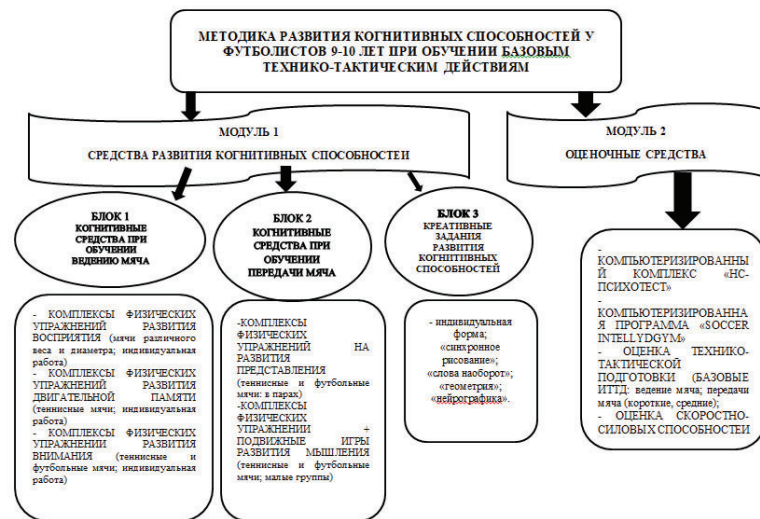 МЕТОДИКА РАЗВИТИЯ КОГНИТИВНЫХ СПОСОБНОСТЕЙ У
ФУТБОЛИСТОВ 9-10 ЛЕТ ПРИ ОБУЧЕНИИ БАЗОВЫМ
ТЕХНИКО-ТАКТИЧЕСКИМ ДЕЙСТВИЯМ
МОДУЛЬ 1
СРЕДСТВА РАЗВИТИЯ КОГНИТИВНЫХ СПОСОБНОСТЕИ
МОДУЛЬ 2
ОЦЕНОЧНЫЕ СРЕДСТВА
БЛОК 1
КОГНИТИВНЫЕ
СРЕДСТВА ПРИ
ОБУЧЕНИИ
ВЕДЕНИЮ МЯЧА
БЛОК 2
КОГНИТИВНЫЕ
СРЕДСТВА ПРИ
ОБУЧЕНИИ
ПЕРЕДАЧИ МЯЧА
БЛОК 3
КРЕАТИВНЫЕ
ЗАДАНИЯ
РАЗВИТИЯ
КОГНИТИВНЫХ
СПОСОБНОСТЕЙ
- КОМПЛЕКСЫ ФИЗИЧЕСКИХ
УПРАЖНЕНИЙ РАЗВИТИЯ
ВОСПРИЯТИЯ (мячи различного
веса и диаметра; индивидуальная
работа)
- КОМПЛЕКСЫ ФИЗИЧЕСКИХ
УПРАЖНЕНИЙ РАЗВИТИЯ
ДВИГАТЕЛЬНОЙ ПАМЯТИ
(теннисные мячи; индивидуальная
работа)
- КОМПЛЕКСЫ ФИЗИЧЕСКИХ
УПРАЖНЕНИИ РАЗВИТИЯ
ВНИМАНИЯ (теннисные и
футбольные мячи; индивидуальная
работа)
-КОМПЛЕКСЫ
ФИЗИЧЕСКИХ
УПРАЖНЕНИЙ НА
РАЗВИТИЯ
ПРЕДСТАВЛЕНИЯ
(теннисные и футбольные
мячи: в парах)
-КОМПЛЕКСЫ
ФИЗИЧЕСКИХ
УПРАЖНЕНИИ +
ПОДВИЖНЫЕ ИГРЫ
РАЗВИТИЯ МЫШЛЕНИЯ
(теннисные и футбольные
мячи; малые группы)
- индивидуальная
форма;
«синхронное
рисование»;
«слова наоборот»;
«геометрия»;
«нейрографика».
-
КОМПЬЮТЕРИЗИРОВАННЫ
Й КОМПЛЕКС «НС-
ПСИХОТЕСТ»
-
КОМПЬЮТЕРИЗИРОВАННА
Я ПРОГРАММА «SOCCER
INTELLYDGYM»
- ОЦЕНКА ТЕХНИКО-
ТАКТИЧЕСКОЙ
ПОДГОТОВКИ (БАЗОВЫЕ
ИТТД: ведение мяча; передачи
мяча (короткие, средние);
- ОЦЕНКА СКОРОСТНО-
СИЛОВЫХ СПОСОБНОСТЕИ